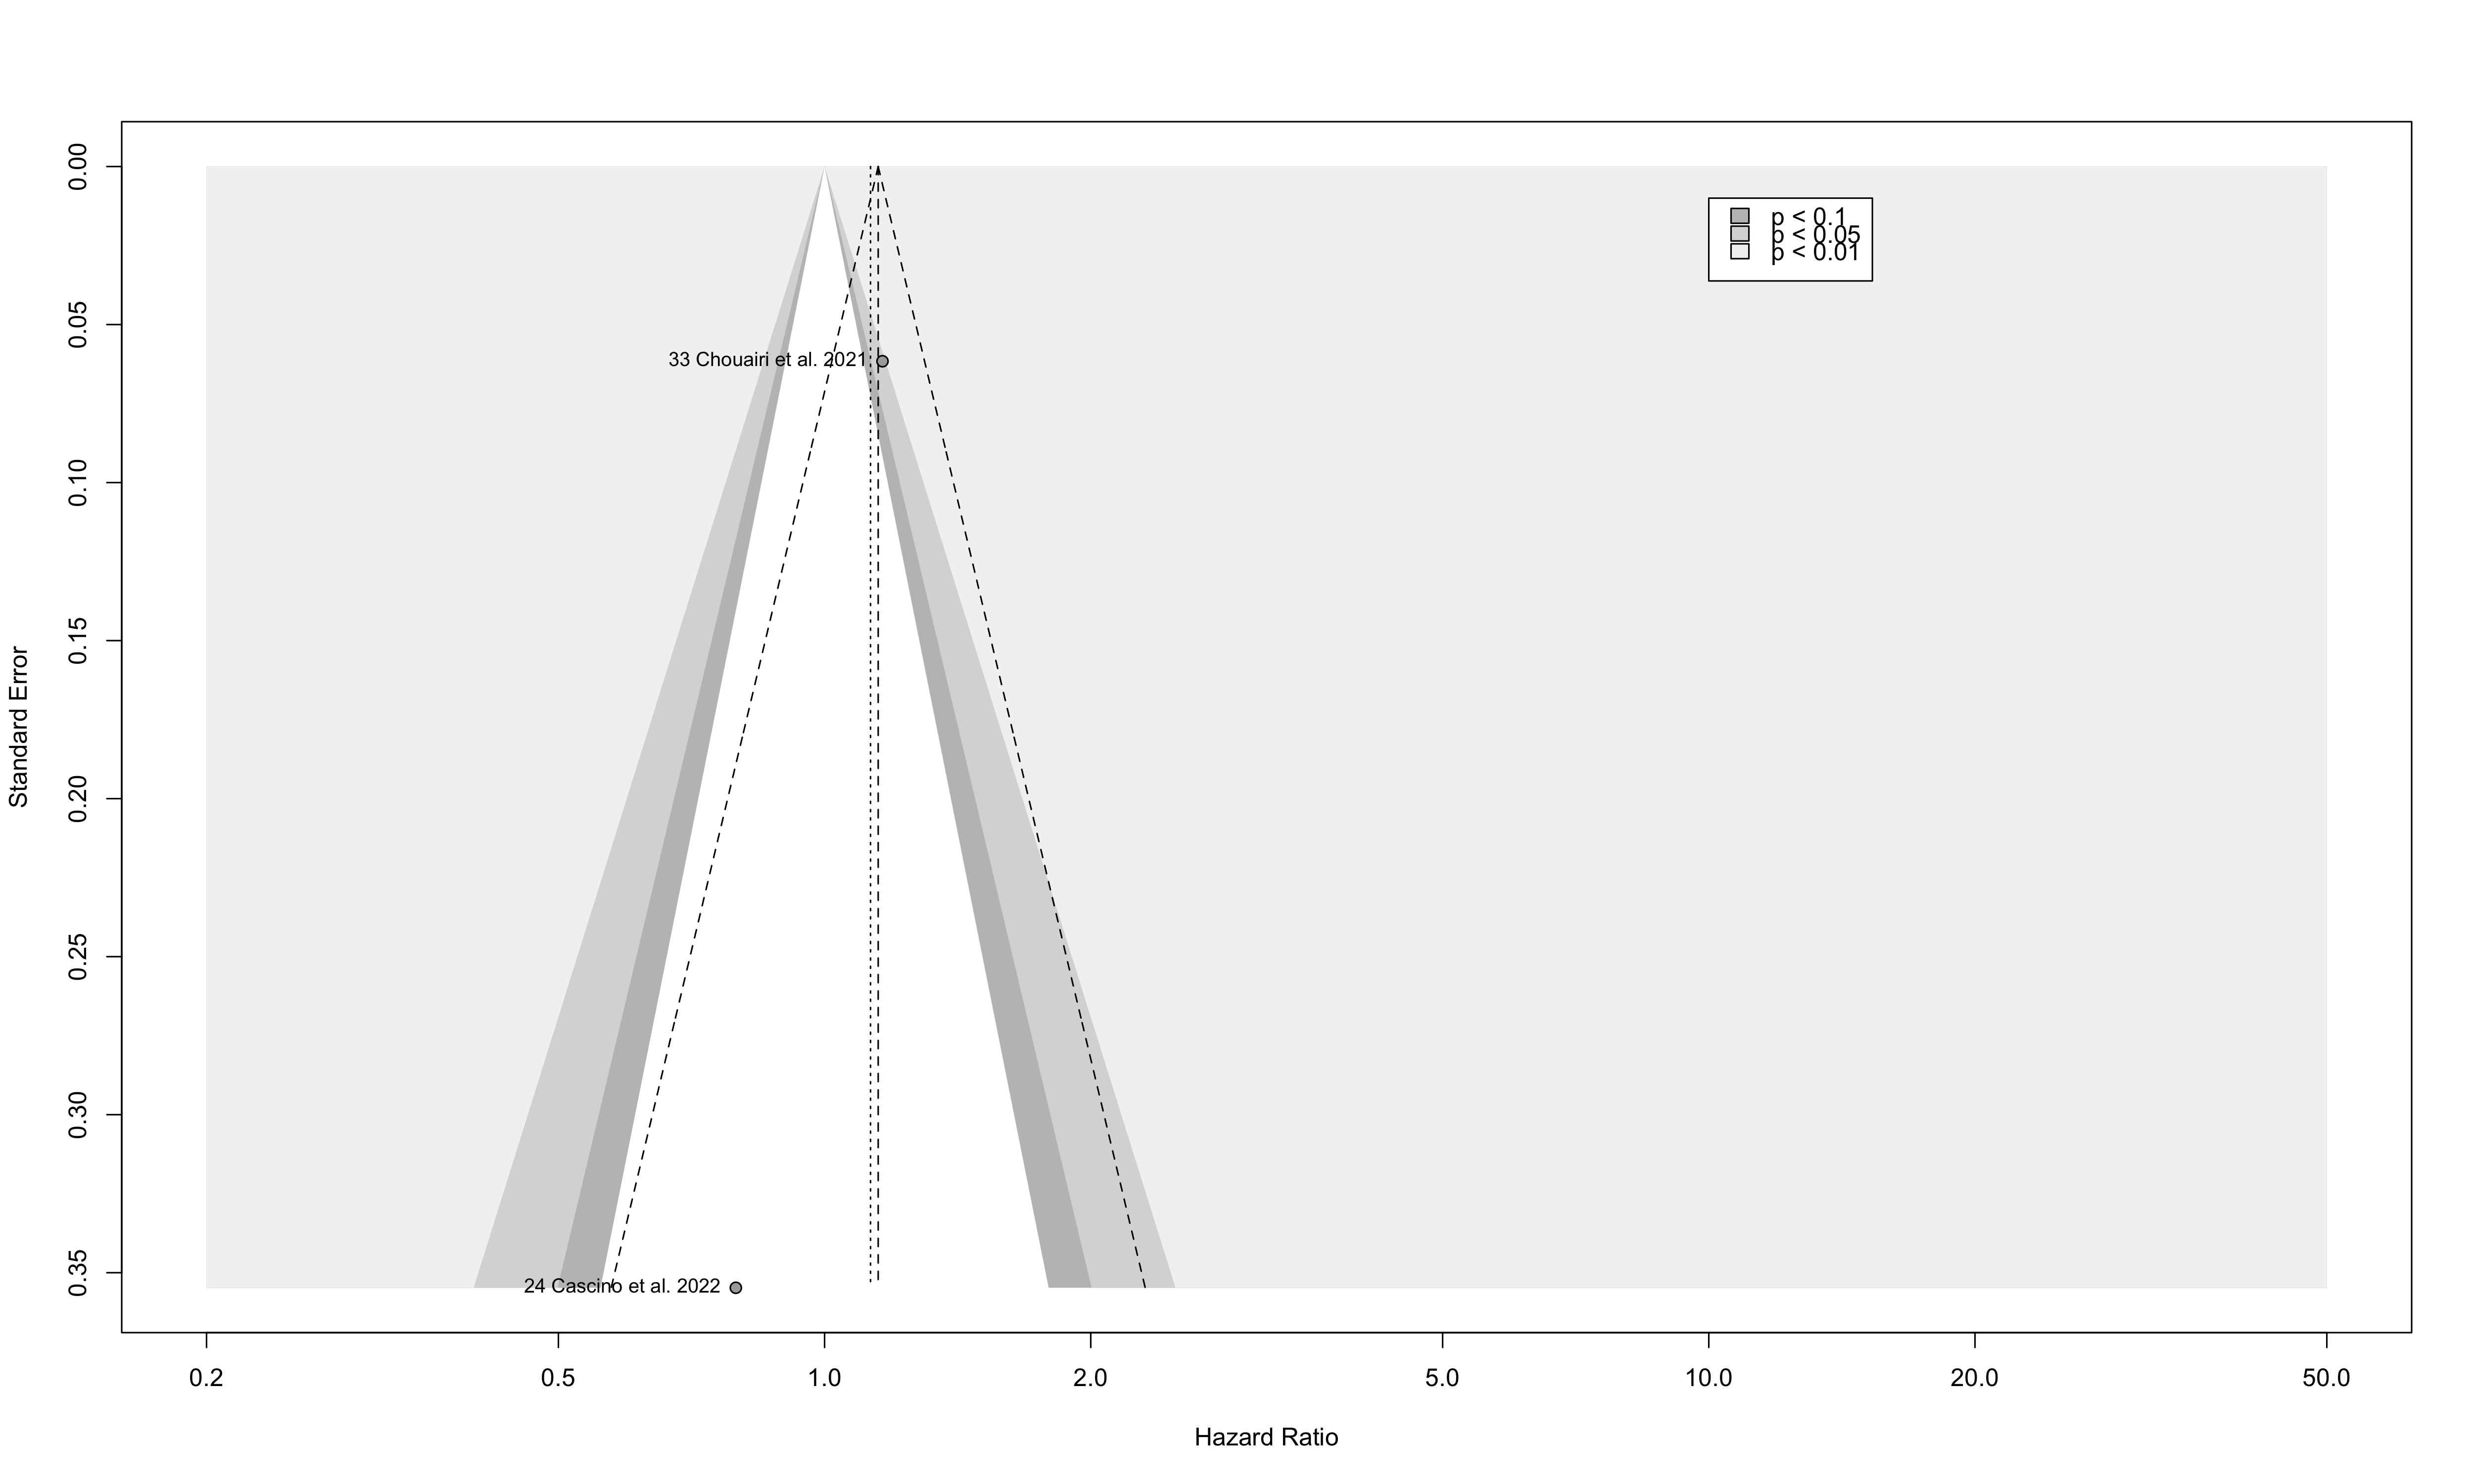 0.00
0.05
0.10
0.15
0.20
0.25
0.30
0.35
Standard Error
p < 0.1
p < 0.05
p < 0.01
33 Chouairi et al. 2021
24 Cascino et al. 2022
0.2 0.5 1.0 2.0 5.0 10.0 20.0 50.0
Hazard Ratio